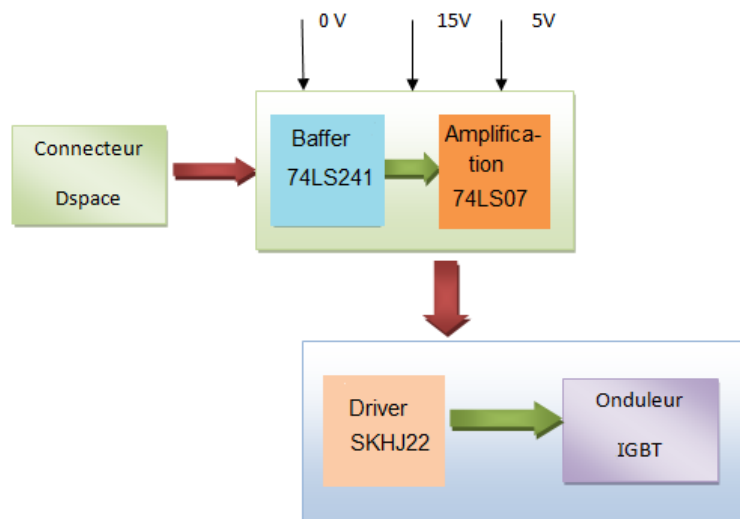 0 V
15V
5V
Connecteur
Dspace
Baffer
74LS241
Amplifica-
tion
74LS07
Driver
SKHJ22
Onduleur
IGBT